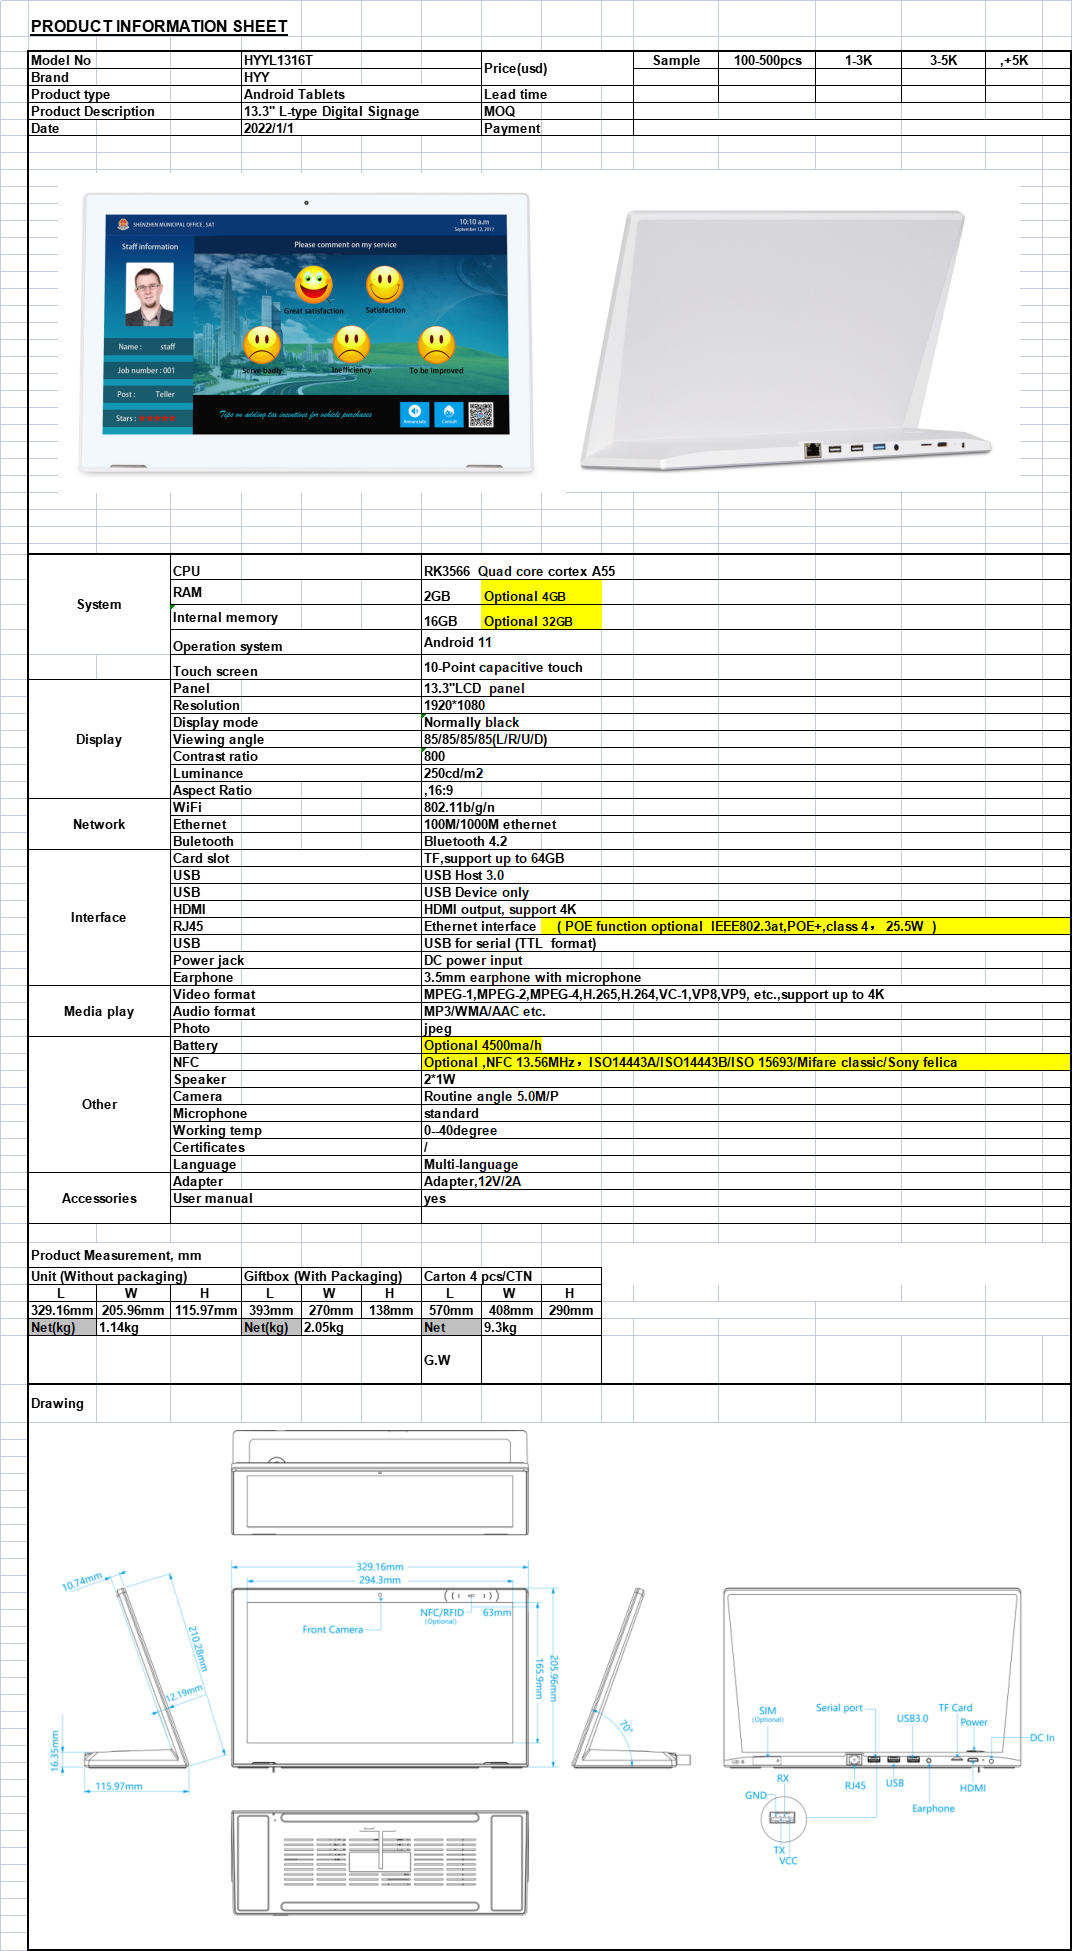 PRODUCT INFORMATION SHEET
Model No HYYL1316T Price(usd) Sample 100-500pcs 1-3K 3-5K ,+5K
Brand HYY
Product type Android Tablets Lead time
Product Description 13.3" L-type Digital Signage MOQ
Date 2022/1/1 Payment
SHENZHEN MUNICIPAL OFFICE , SAT 10:10 a.m
September 12, 2017
Staff information Please comment on my service
Great satisfaction Satisfaction
Name : staff
Serve badly Inefficiency To be improved
Job number : 001
Post : Teller
Stars :
Tips on adding tax incentives for vehicle purchases
Annunciate Consult
System CPU RK3566 Quad core cortex A55
RAM 2GB Optional 4GB
Internal memory 16GB Optional 32GB
Operation system Android 11
Touch screen 10-Point capacitive touch
Display Panel 13.3"LCD panel
Resolution 1920*1080
Display mode Normally black
Viewing angle 85/85/85/85(L/R/U/D)
Contrast ratio 800
Luminance 250cd/m2
Aspect Ratio ,16:9
Network WiFi 802.11b/g/n
Ethernet 100M/1000M ethernet
Buletooth Bluetooth 4.2
Interface Card slot TF,support up to 64GB
USB USB Host 3.0
USB USB Device only
HDMI HDMI output, support 4K
RJ45 Ethernet interface ( POE function optional IEEE802.3at,POE+,class 4，25.5W )
USB USB for serial (TTL format)
Power jack DC power input
Earphone 3.5mm earphone with microphone
Media play Video format MPEG-1,MPEG-2,MPEG-4,H.265,H.264,VC-1,VP8,VP9, etc.,support up to 4K
Audio format MP3/WMA/AAC etc.
Photo jpeg
Other Battery Optional 4500ma/h
NFC Optional ,NFC 13.56MHz，ISO14443A/ISO14443B/ISO 15693/Mifare classic/Sony felica
Speaker 2*1W
Camera Routine angle 5.0M/P
Microphone standard
Working temp 0--40degree
Certificates /
Language Multi-language
Accessories Adapter Adapter,12V/2A
User manual yes
Product Measurement, mm
Unit (Without packaging) Giftbox (With Packaging) Carton 4 pcs/CTN
L W H L W H L W H
329.16mm 205.96mm 115.97mm 393mm 270mm 138mm 570mm 408mm 290mm
Net(kg) 1.14kg Net(kg) 2.05kg Net 9.3kg
G.W
Drawing
329.16mm
294.3mm
10.74mm
210.28mm
12.19mm
16.35mm
115.97mm
NFC
NFC/RFID 63mm
(Optional)
Front Camera
165.9mm
205.96mm
70°
SIM
(Optional)
Serial port
USB3.0
TF Card
Power
DC In
RJ45
USB
HDMI
Earphone
RX
GND
TX
VCC